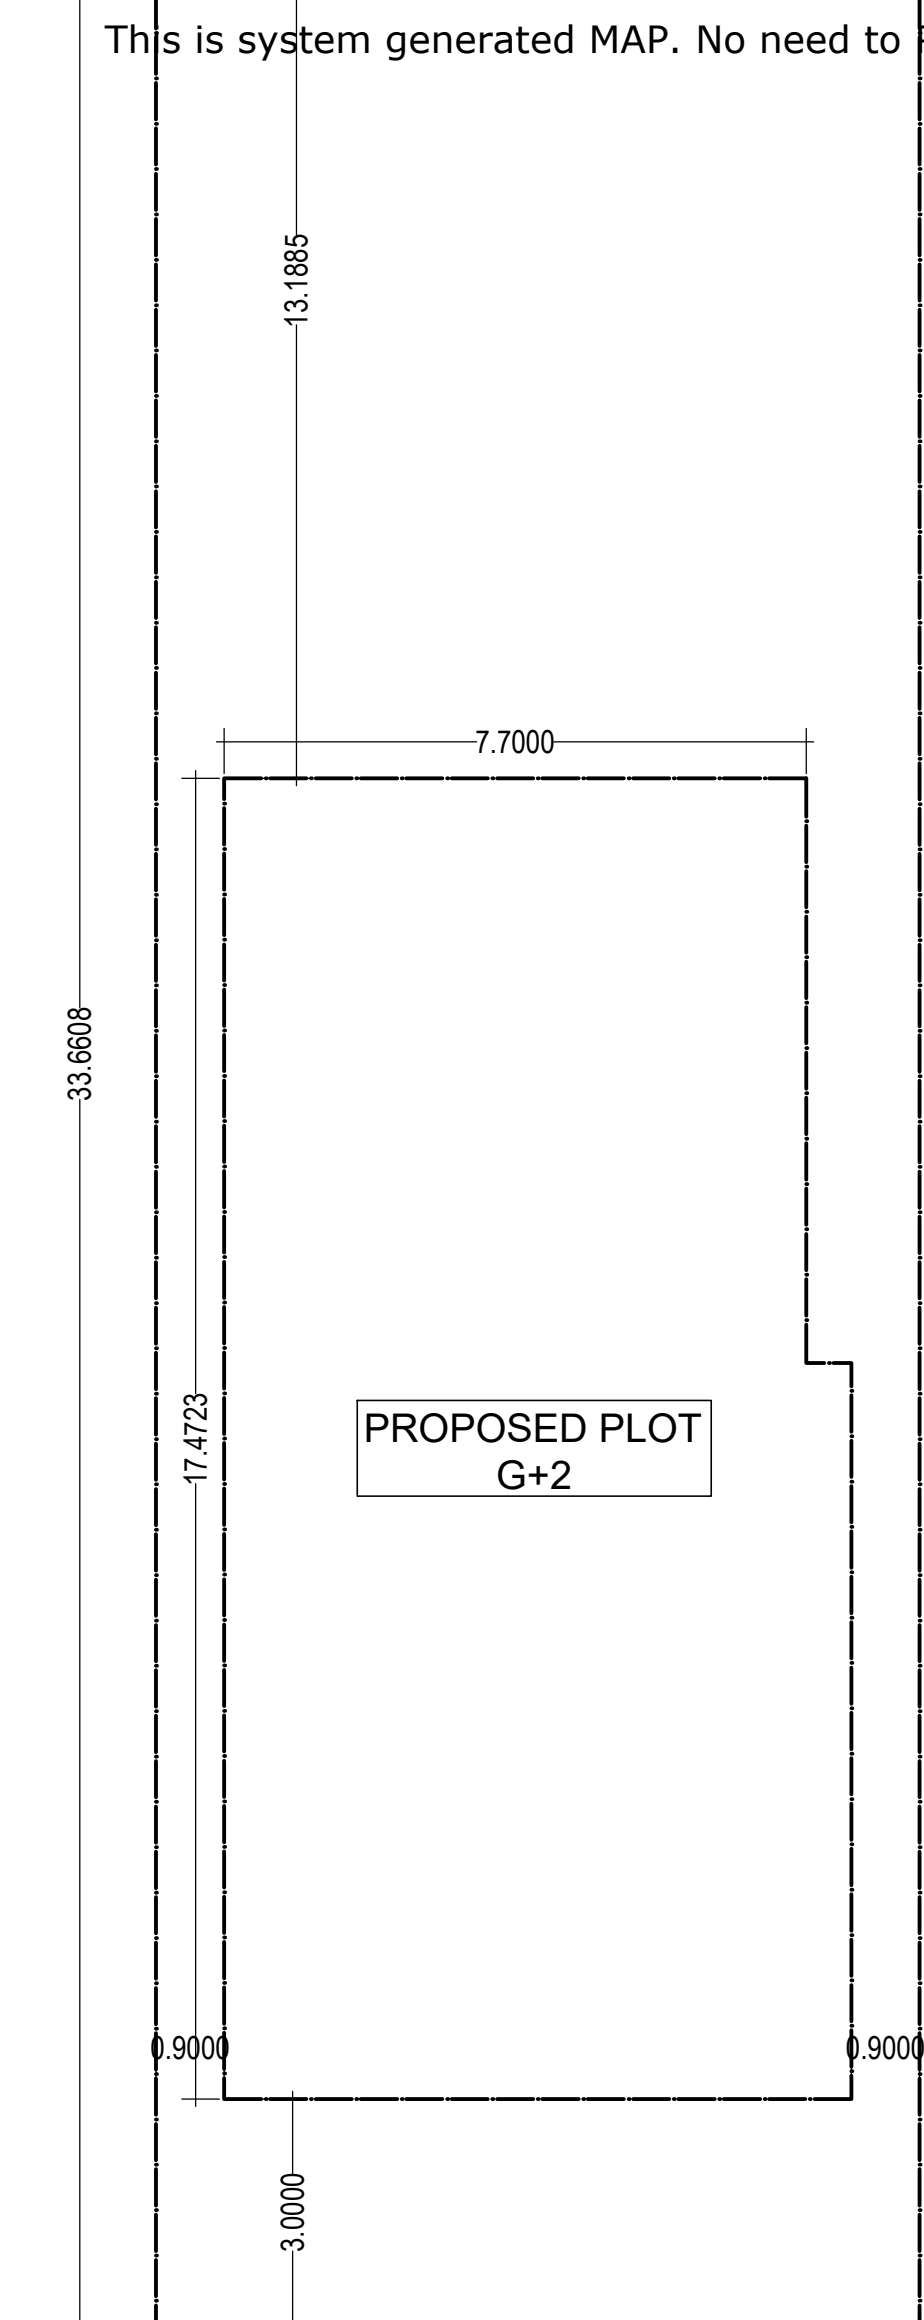 This is system generated MAP. No need to
13.1885
7.7000
33.6608
17.4723
PROPOSED PLOT
G+2
0.9000
0.9000
3.0000